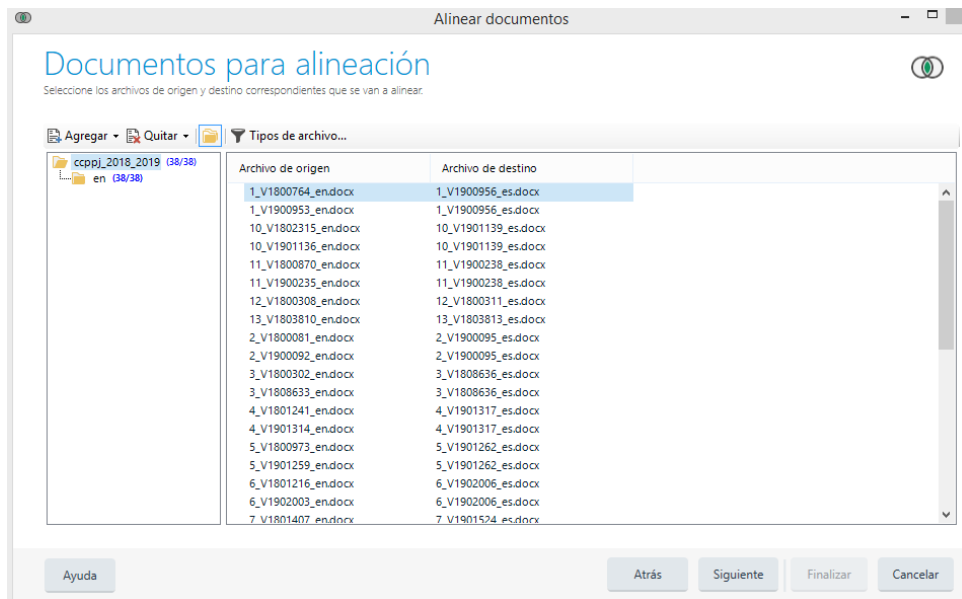 Alinear documentos
Documentos para alineación
Seleccione los archivos de origen y destino correspondientes que se van a alinear.
Agregar Quitar Tipos de archivo...
ccppj_2018_2019 (38/38)
en (38/38)
Archivo de origen Archivo de destino
1_V1800764_en.docx 1_V1900956_es.docx
1_V1900953_en.docx 1_V1900956_es.docx
10_V1802315_en.docx 10_V1901139_es.docx
10_V1901136_en.docx 10_V1901139_es.docx
11_V1800870_en.docx 11_V1900238_es.docx
11_V1900235_en.docx 11_V1900238_es.docx
12_V1800308_en.docx 12_V1800311_es.docx
13_V1803810_en.docx 13_V1803813_es.docx
2_V1800081_en.docx 2_V1900095_es.docx
2_V1900092_en.docx 2_V1900095_es.docx
3_V1800302_en.docx 3_V1808636_es.docx
3_V1808633_en.docx 3_V1808636_es.docx
4_V1801241_en.docx 4_V1901317_es.docx
4_V1901314_en.docx 4_V1901317_es.docx
5_V1800973_en.docx 5_V1901262_es.docx
5_V1901259_en.docx 5_V1901262_es.docx
6_V1801216_en.docx 6_V1902006_es.docx
6_V1902003_en.docx 6_V1902006_es.docx
7_V1801407_en.docx 7_V1901524_es.docx
Ayuda Atrás Siguiente Finalizar Cancelar